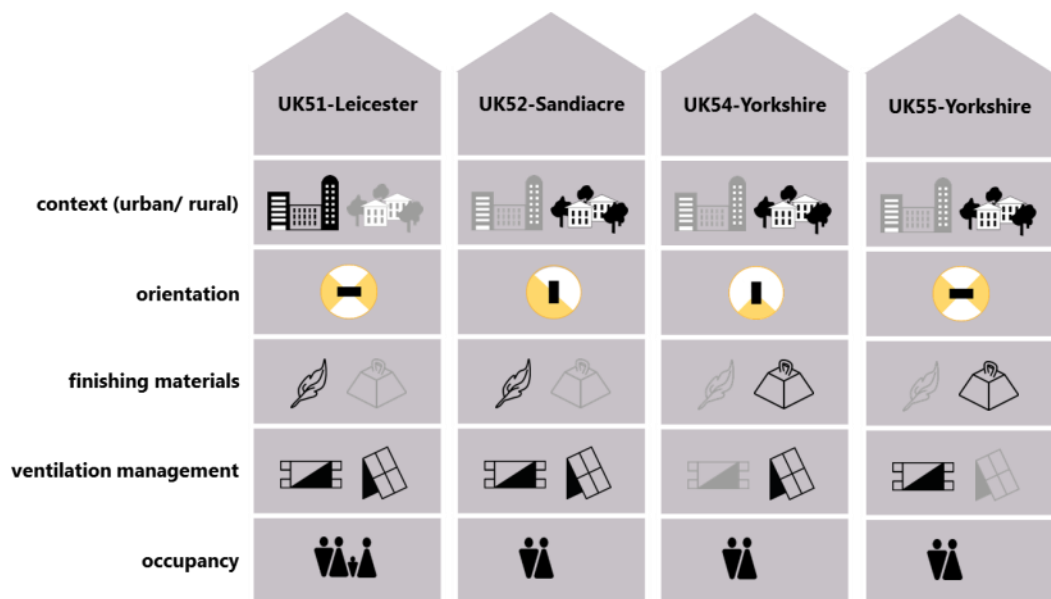 UK51-Leicester
UK52-Sandiacre
UK54-Yorkshire
UK55-Yorkshire
context (urban/ rural)
orientation
finishing materials
ventilation management
occupancy